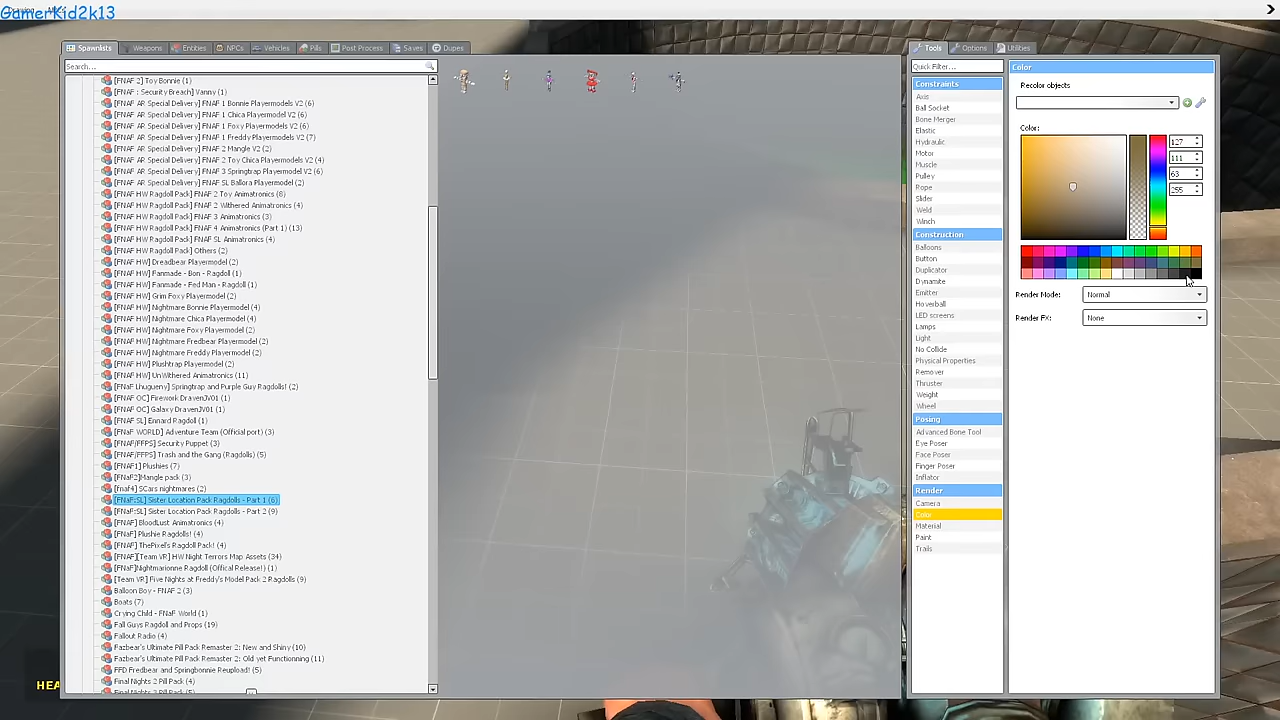 GamerKid2k13
Spawnlists Weapons Entities NPCs Vehicles Pills Post Process Saves Dupes
Search...
[FNAF 2] Toy Bonnie (1)
[FNAF : Security Breach] Vanny (1)
[FNAF AR Special Delivery] FNAF 1 Bonnie Playermodels V2 (6)
[FNAF AR Special Delivery] FNAF 1 Chica Playermodels V2 (6)
[FNAF AR Special Delivery] FNAF 1 Foxy Playermodels V2 (6)
[FNAF AR Special Delivery] FNAF 1 Freddy Playermodels V2 (7)
[FNAF AR Special Delivery] FNAF 2 Mangle V2 (2)
[FNAF AR Special Delivery] FNAF 2 Toy Chica Playermodels V2 (4)
[FNAF AR Special Delivery] FNAF 3 Springtrap Playermodels V2 (6)
[FNAF AR Special Delivery] FNAF SL Ballora Playermodels (2)
[FNAF HW Ragdoll Pack] FNAF 2 Toy Animatronics (8)
[FNAF HW Ragdoll Pack] FNAF 2 Withered Animatronics (4)
[FNAF HW Ragdoll Pack] FNAF 3 Animatronics (3)
[FNAF HW Ragdoll Pack] FNAF 4 Animatronics (Part 1) (13)
[FNAF HW Ragdoll Pack] FNAF SL Animatronics (4)
[FNAF HW Ragdoll Pack] Others (2)
[FNAF HW] Dreadbear Playermodel (2)
[FNAF HW] Fanmade - Bon - Ragdoll (1)
[FNAF HW] Fanmade - Fed Man - Ragdoll (1)
[FNAF HW] Grim Foxy Playermodel (2)
[FNAF HW] Nightmare Bonnie Playermodel (4)
[FNAF HW] Nightmare Chica Playermodel (4)
[FNAF HW] Nightmare Foxy Playermodel (2)
[FNAF HW] Nightmare Fredbear Playermodel (2)
[FNAF HW] Nightmare Freddy Playermodel (2)
[FNAF HW] Plushtrap Playermodel (2)
[FNAF HW] UnWithered Animatronics (11)
[FNAF Lhugueny] Springtrap and Purple Guy Ragdolls! (2)
[FNAF OC] Firework DravenJV01 (1)
[FNAF OC] Galaxy DravenJV01 (1)
[FNAF SL] Ennard Ragdoll (1)
[FNAF WORLD] Adventure Team (Official port) (3)
[FNAF/FFPS] Security Puppet (3)
[FNAF/FFPS] Trash and the Gang (Ragdolls) (5)
[FNAF1] Plushies (7)
[FNAF2]Mangle pack (3)
[fnaf4] SCars nightmares (2)
[FNaF:SL] Sister Location Pack Ragdolls - Part 1 (6)
[FNaF:SL] Sister Location Pack Ragdolls - Part 2 (9)
[FNAF] BloodLust Animatronics (4)
[FNAF] Plushie Ragdolls! (4)
[FNAF] ThePixel's Ragdoll Pack! (4)
[FNAF][Team VR] HW Night Terrors Map Assets (34)
[FNaF]Nightmarionne Ragdoll (Offical Release!) (1)
[Team VR] Five Nights at Freddy's Model Pack 2 Ragdolls (9)
Balloon Boy - FNAF 2 (3)
Boats (7)
Crying Child - FNaF World (1)
Fall Guys Ragdoll and Props (19)
Fallout Radio (4)
Fazbear's Ultimate Pill Pack Remaster 2: New and Shiny (10)
Fazbear's Ultimate Pill Pack Remaster 2: Old yet Functionning (11)
FFD Fredbear and Springbonnie Reupload! (5)
Final Nights 2 Pill Pack (4)
HEA
Tools Options Utilities
Quick Filter...
Constraints
Axis
Ball Socket
Bone Merger
Elastic
Hydraulic
Motor
Muscle
Pulley
Rope
Slider
Weld
Winch
Construction
Balloons
Button
Duplicator
Dynamite
Emitter
Hoverball
LED screens
Lamps
Light
No Collide
Physical Properties
Remover
Thruster
Weight
Wheel
Posing
Advanced Bone Tool
Eye Poser
Face Poser
Finger Poser
Inflator
Render
Camera
Color
Material
Paint
Trails
Color
Recolor objects
Color:
127
111
63
255
Render Mode: Normal
Render FX: None